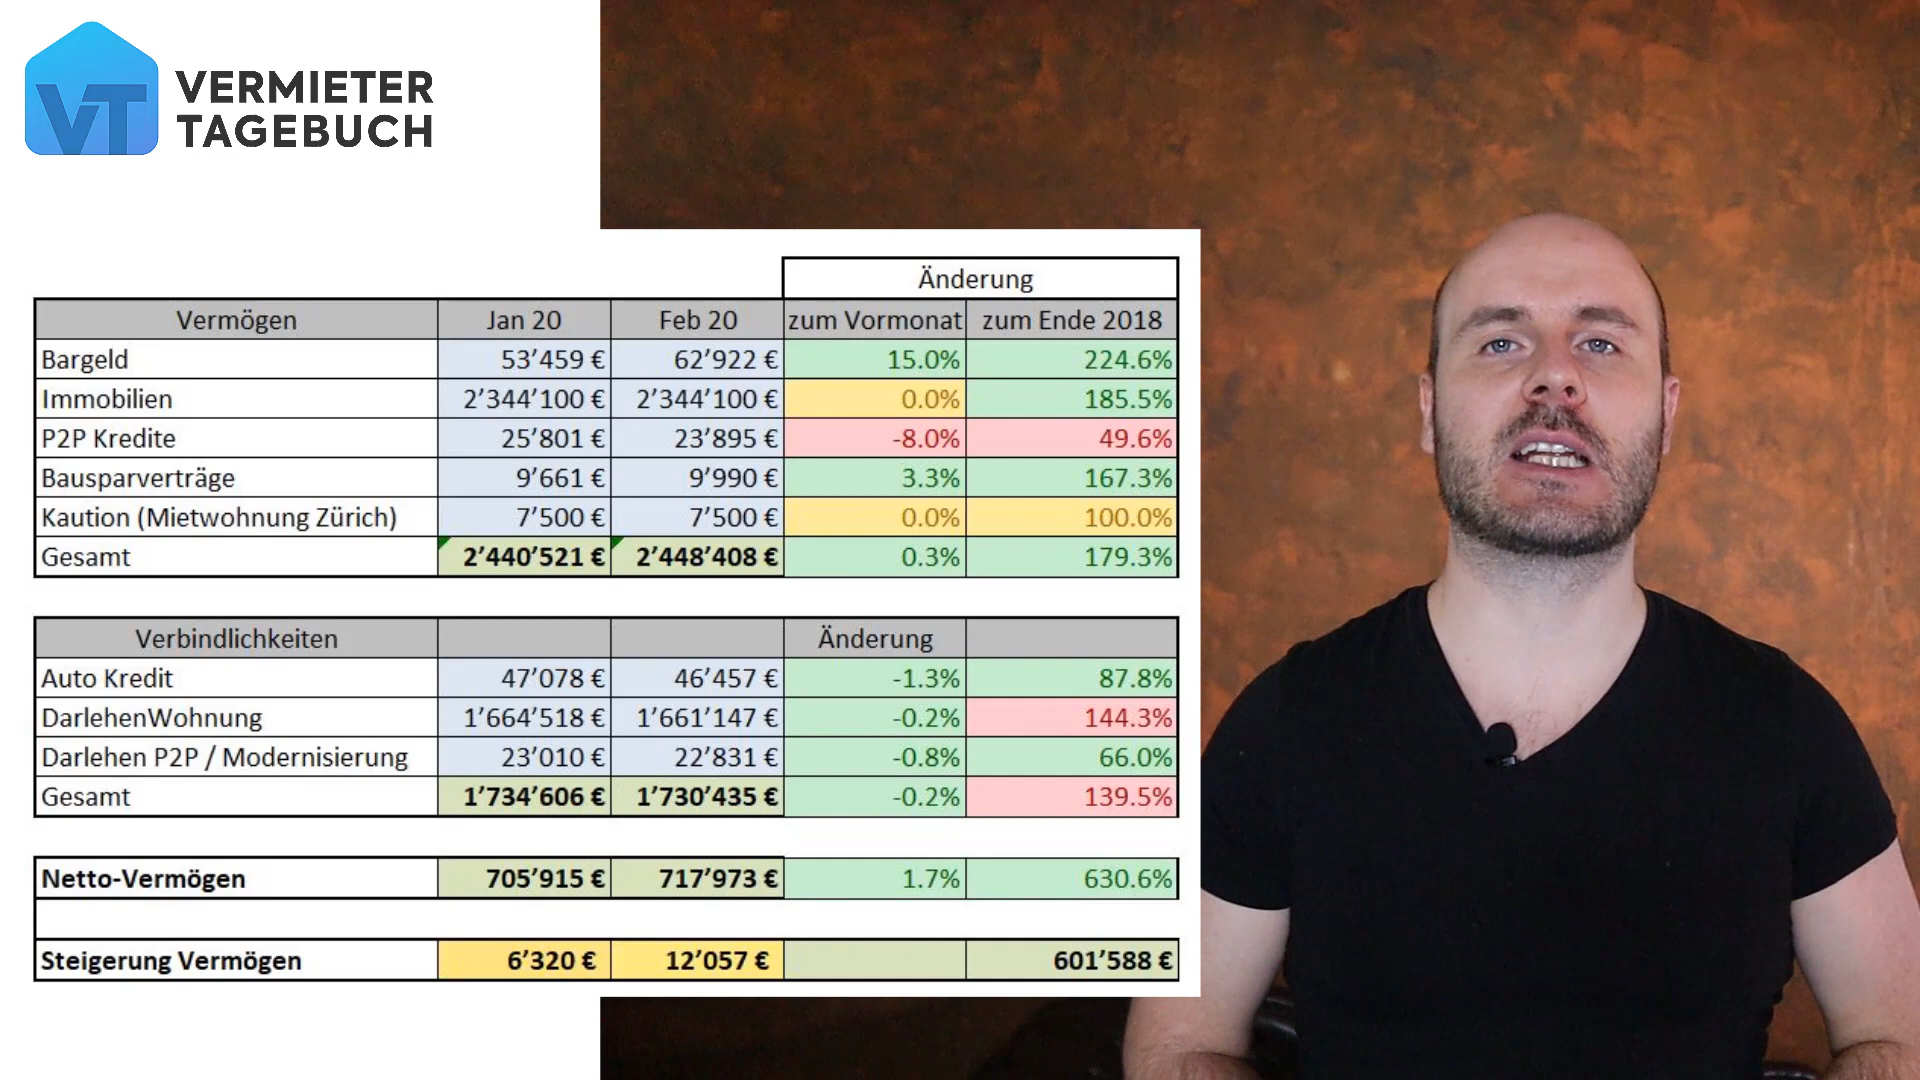 VERMIETER
TAGEBUCH
Änderung
Vermögen Jan 20 Feb 20 zum Vormonat zum Ende 2018
Bargeld 53’459 € 62’922 € 15.0% 224.6%
Immobilien 2’344’100 € 2’344’100 € 0.0% 185.5%
P2P Kredite 25’801 € 23’895 € -8.0% 49.6%
Bausparverträge 9’661 € 9’990 € 3.3% 167.3%
Kaution (Mietwohnung Zürich) 7’500 € 7’500 € 0.0% 100.0%
Gesamt 2’440’521 € 2’448’408 € 0.3% 179.3%
Verbindlichkeiten Änderung
Auto Kredit 47’078 € 46’457 € -1.3% 87.8%
DarlehenWohnung 1’664’518 € 1’661’147 € -0.2% 144.3%
Darlehen P2P / Modernisierung 23’010 € 22’831 € -0.8% 66.0%
Gesamt 1’734’606 € 1’730’435 € -0.2% 139.5%
Netto-Vermögen 705’915 € 717’973 € 1.7% 630.6%
Steigerung Vermögen 6’320 € 12’057 € 601’588 €